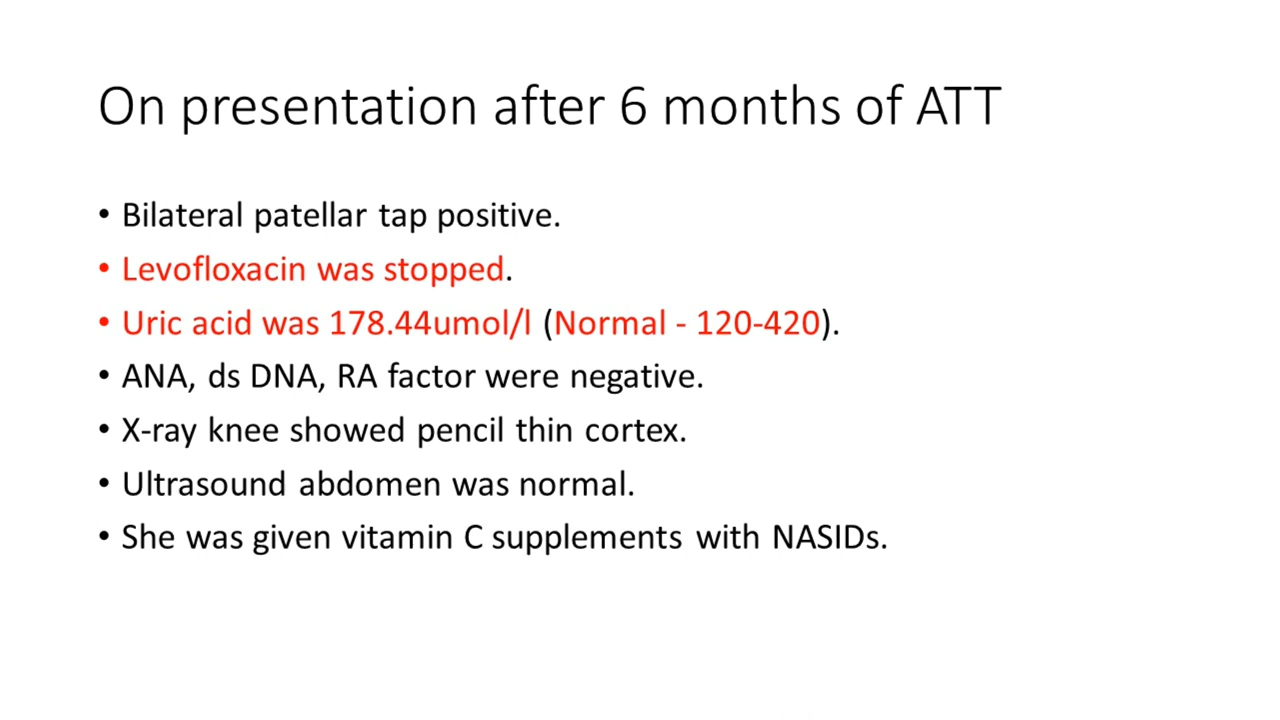 On presentation after 6 months of ATT
• Bilateral patellar tap positive.
• Levofloxacin was stopped.
• Uric acid was 178.44umol/l (Normal - 120-420).
• ANA, ds DNA, RA factor were negative.
• X-ray knee showed pencil thin cortex.
• Ultrasound abdomen was normal.
• She was given vitamin C supplements with NASIDs.